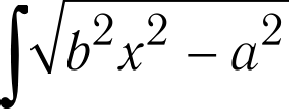 ∫√(b²x² − a²)